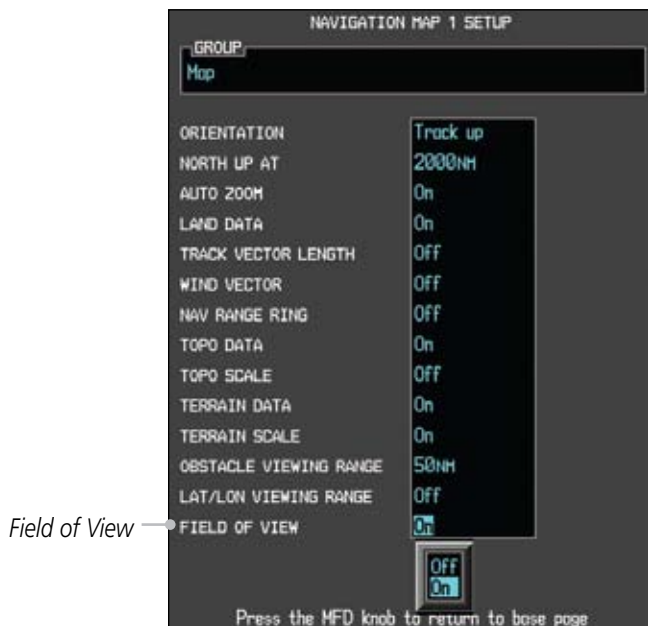 NAVIGATION MAP 1 SETUP
GROUP
Map
ORIENTATION Track up
NORTH UP AT 2000NM
AUTO ZOOM On
LAND DATA On
TRACK VECTOR LENGTH Off
WIND VECTOR Off
NAV RANGE RING Off
TOPO DATA On
TOPO SCALE Off
TERRAIN DATA On
TERRAIN SCALE On
OBSTACLE VIEWING RANGE 50NM
LAT/LON VIEWING RANGE Off
Field of View FIELD OF VIEW On
Off
On
Press the MFD knob to return to base page